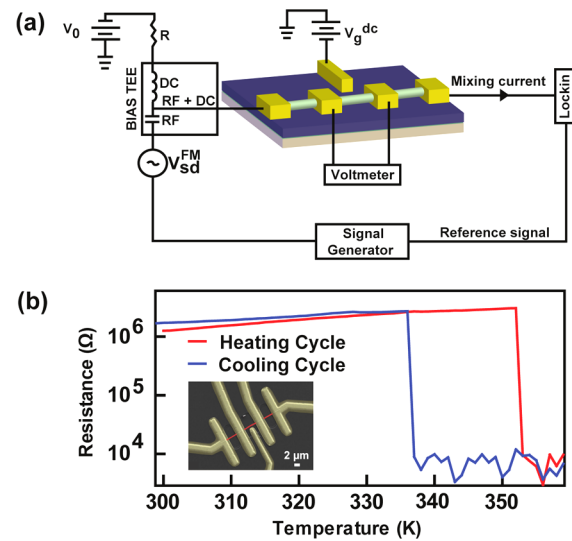 (a)
V0
R
Vg dc
BIAS TEE
DC
RF + DC
RF
Mixing current
Lockin
Voltmeter
Vsd FM
~
Signal
Generator
Reference signal
(b)
Resistance (Ω)
10^6
10^5
10^4
Heating Cycle
Cooling Cycle
2 μm
300 310 320 330 340 350
Temperature (K)